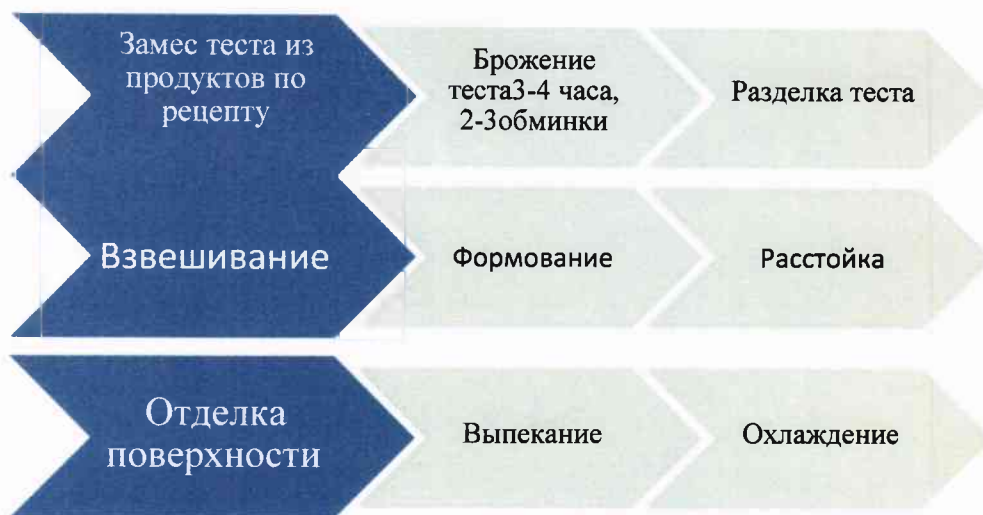 Замес теста из
продуктов по
рецепту
Брожение
теста3-4 часа,
2-3обминки
Разделка теста
Взвешивание
Формование
Расстойка
Отделка
поверхности
Выпекание
Охлаждение